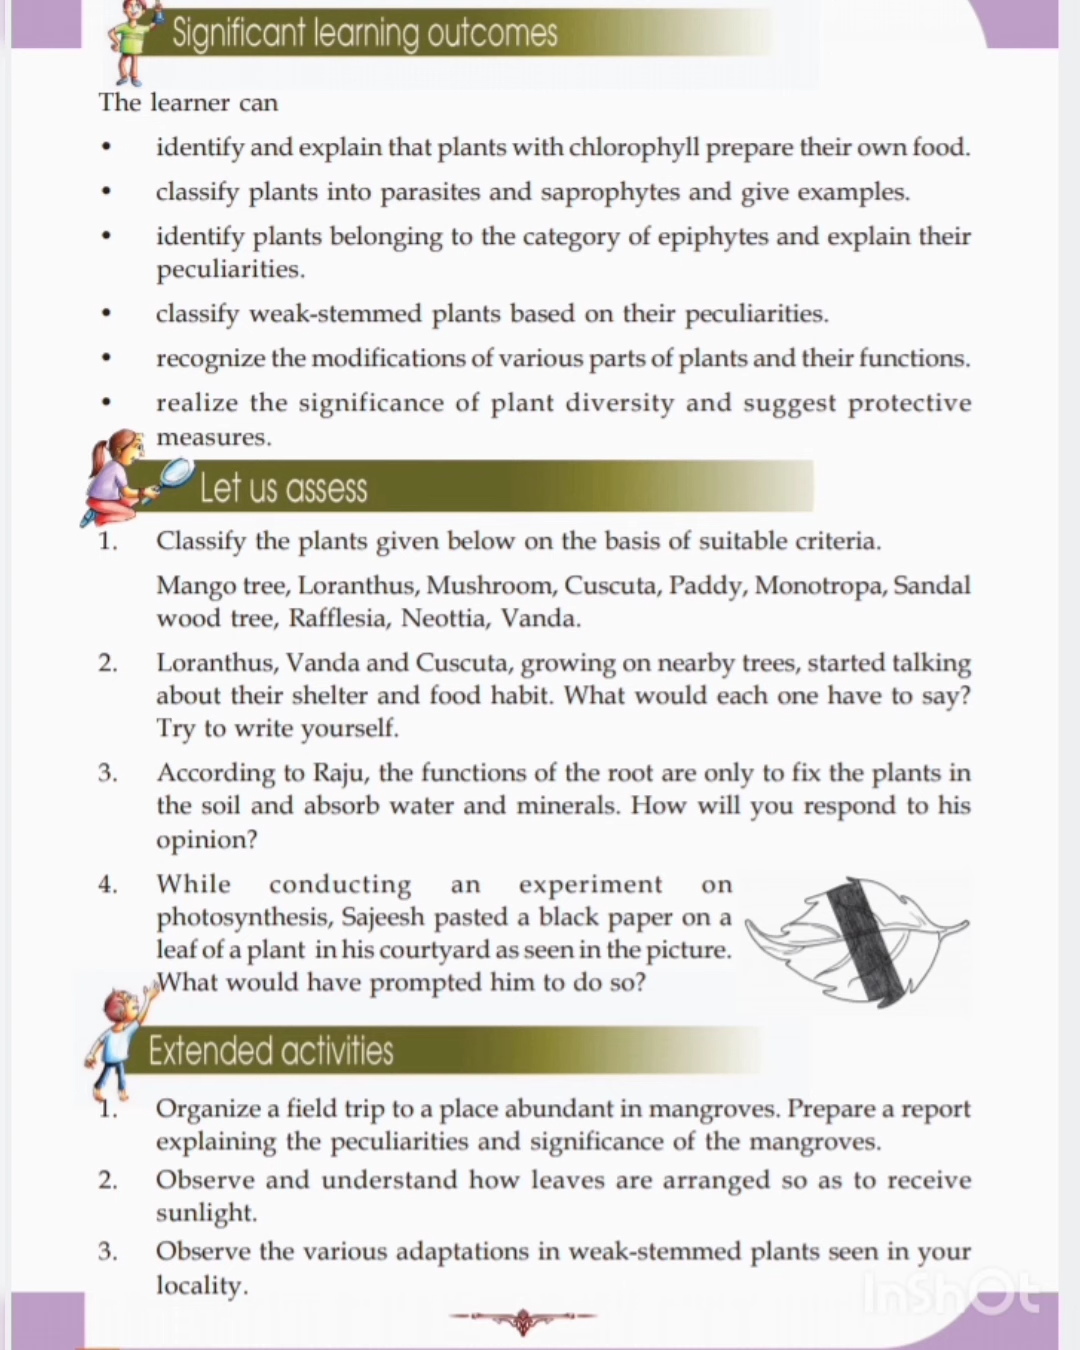 Significant learning outcomes
The learner can
• identify and explain that plants with chlorophyll prepare their own food.
• classify plants into parasites and saprophytes and give examples.
• identify plants belonging to the category of epiphytes and explain their
peculiarities.
• classify weak-stemmed plants based on their peculiarities.
• recognize the modifications of various parts of plants and their functions.
• realize the significance of plant diversity and suggest protective
measures.
Let us assess
1. Classify the plants given below on the basis of suitable criteria.
Mango tree, Loranthus, Mushroom, Cuscuta, Paddy, Monotropa, Sandal
wood tree, Rafflesia, Neottia, Vanda.
2. Loranthus, Vanda and Cuscuta, growing on nearby trees, started talking
about their shelter and food habit. What would each one have to say?
Try to write yourself.
3. According to Raju, the functions of the root are only to fix the plants in
the soil and absorb water and minerals. How will you respond to his
opinion?
4. While conducting an experiment on
photosynthesis, Sajeesh pasted a black paper on a
leaf of a plant in his courtyard as seen in the picture.
What would have prompted him to do so?
Extended activities
1. Organize a field trip to a place abundant in mangroves. Prepare a report
explaining the peculiarities and significance of the mangroves.
2. Observe and understand how leaves are arranged so as to receive
sunlight.
3. Observe the various adaptations in weak-stemmed plants seen in your
locality.
InShOt